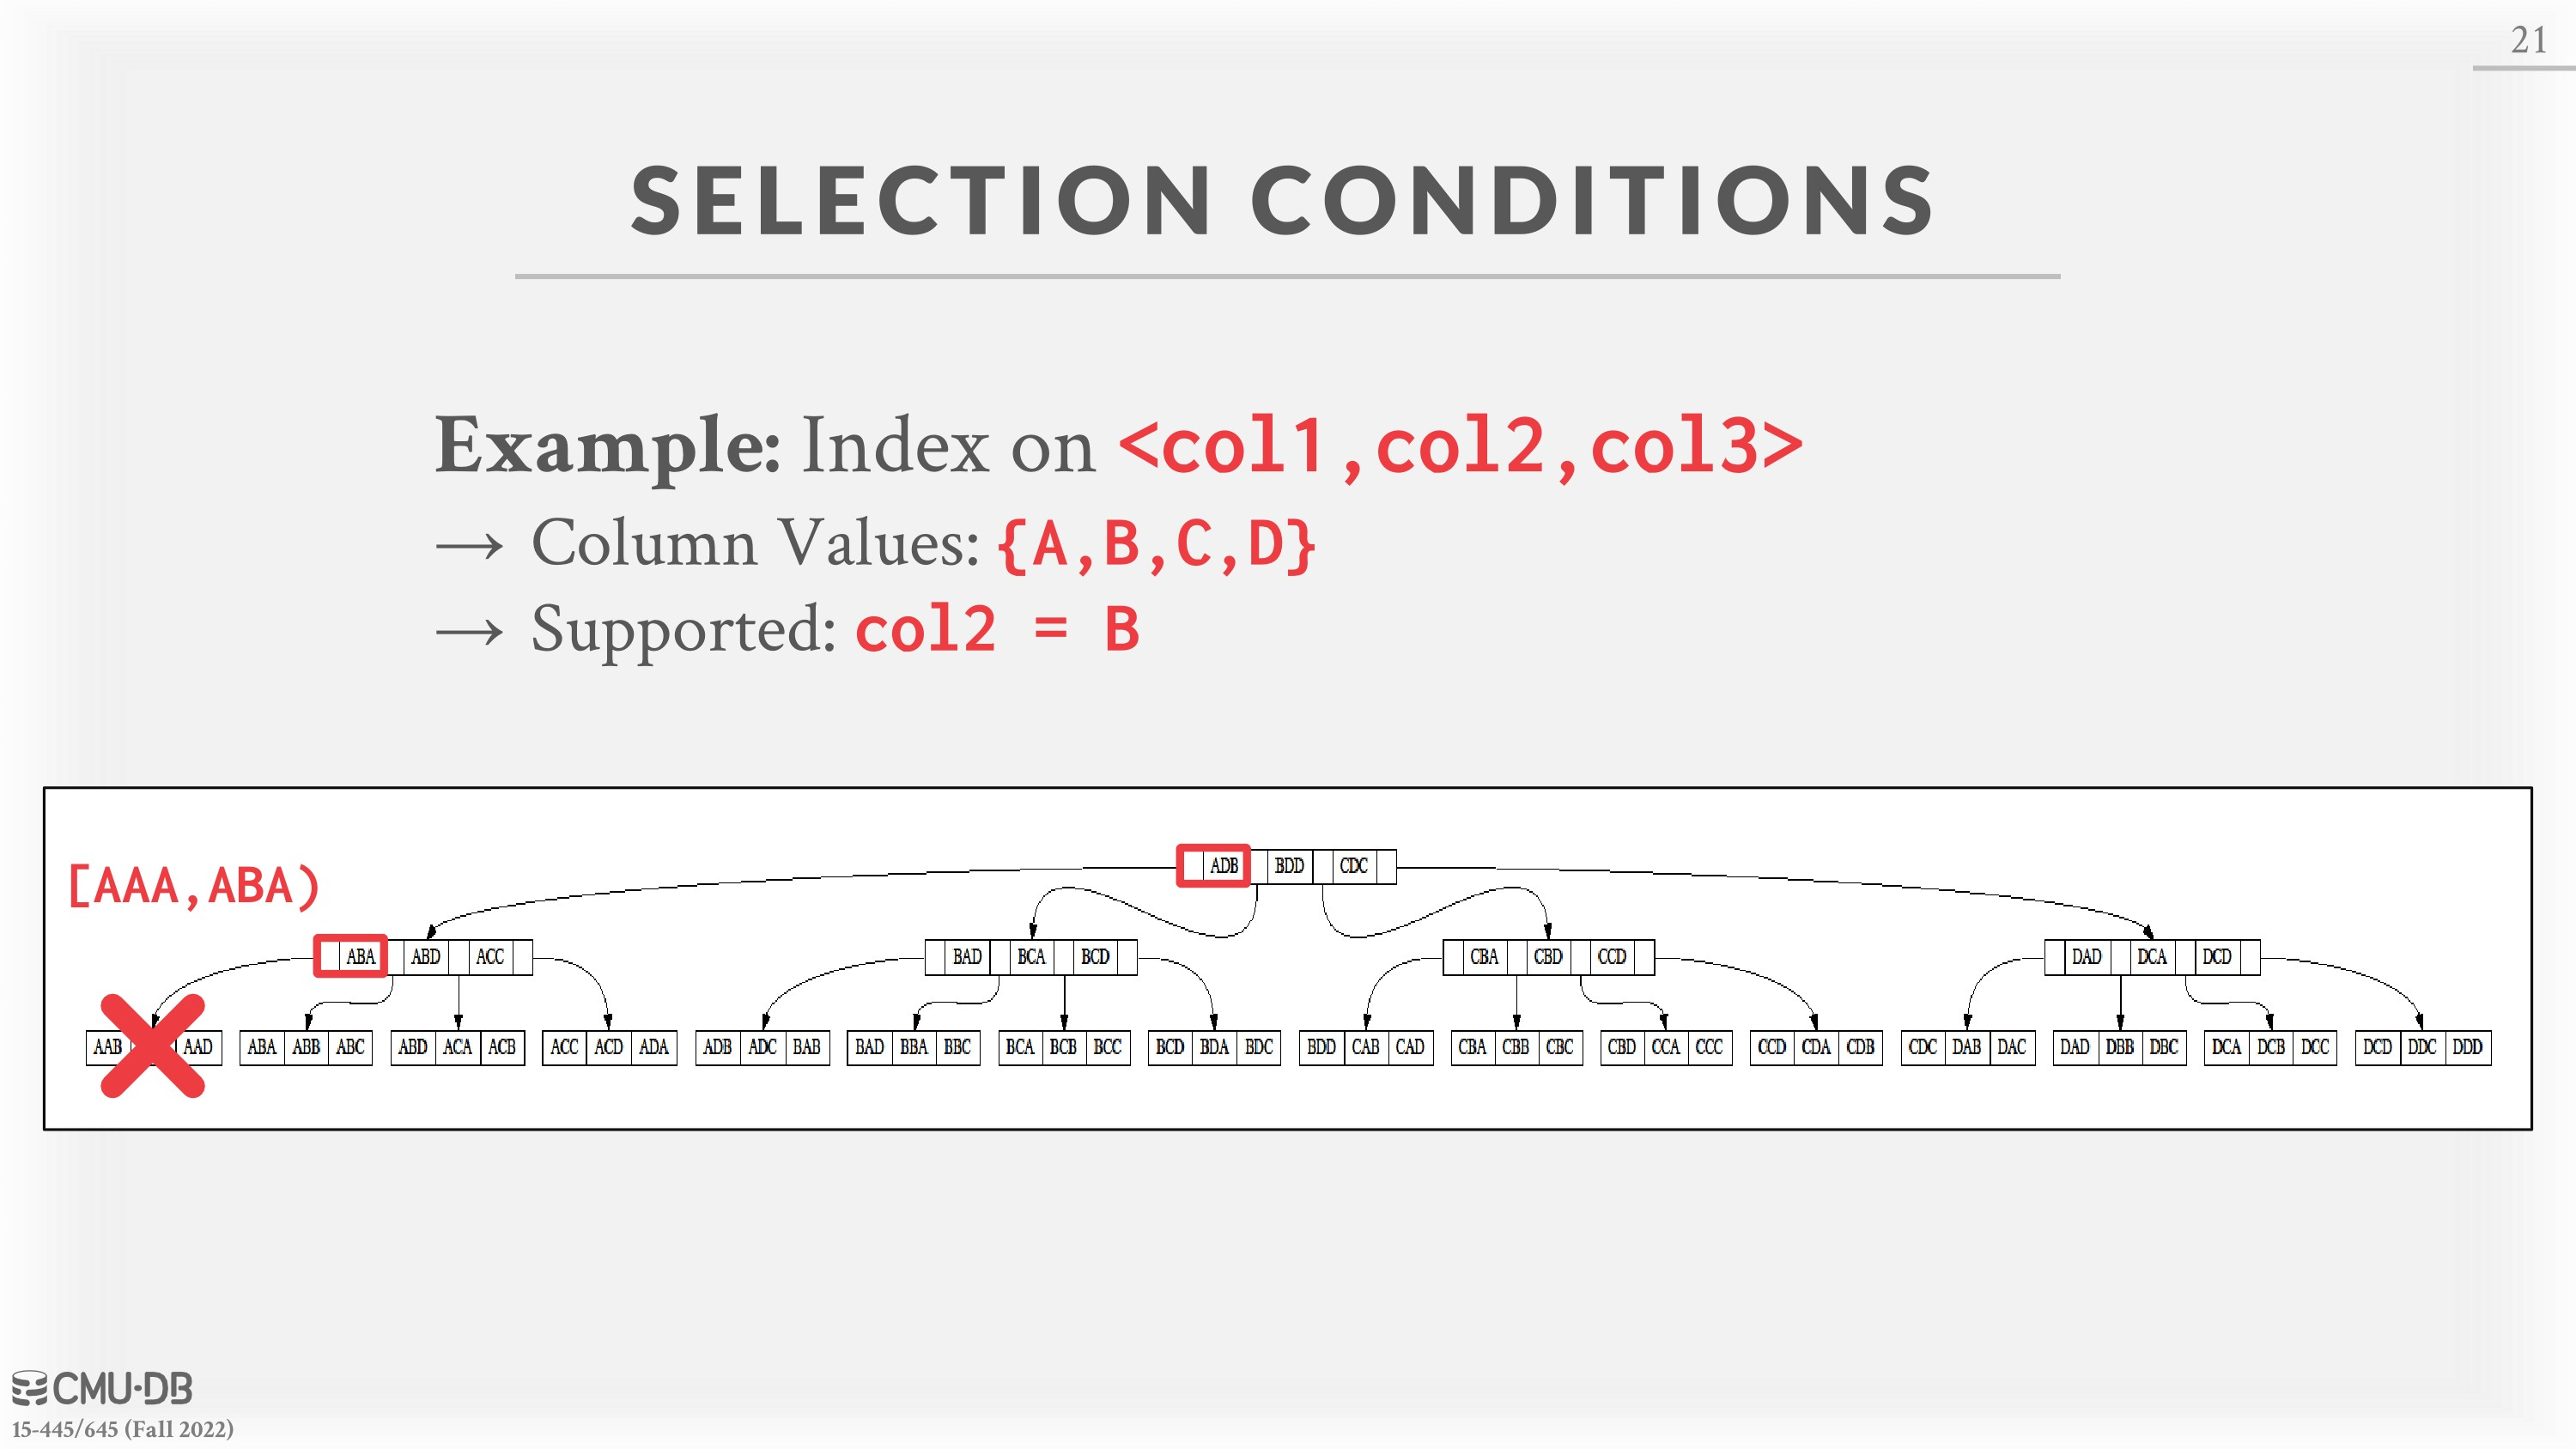 21
SELECTION CONDITIONS
Example: Index on <col1,col2,col3>
→ Column Values: {A,B,C,D}
→ Supported: col2 = B
[AAA,ABA)
ADB BDD CDC
ABA ABD ACC BAD BCA BCD CBA CBD CCD DAD DCA DCD
AAB AAD ABA ABB ABC ABD ACA ACB ACC ACD ADA ADB ADC BAB BAD BBA BBC BCA BCB BCC BCD BDA BDC BDD CAB CAD CBA CBB CBC CBD CCA CCC CCD CDA CDB CDC DAB DAC DAD DBB DBC DCA DCB DCC DCD DDC DDD
CMU·DB
15-445/645 (Fall 2022)